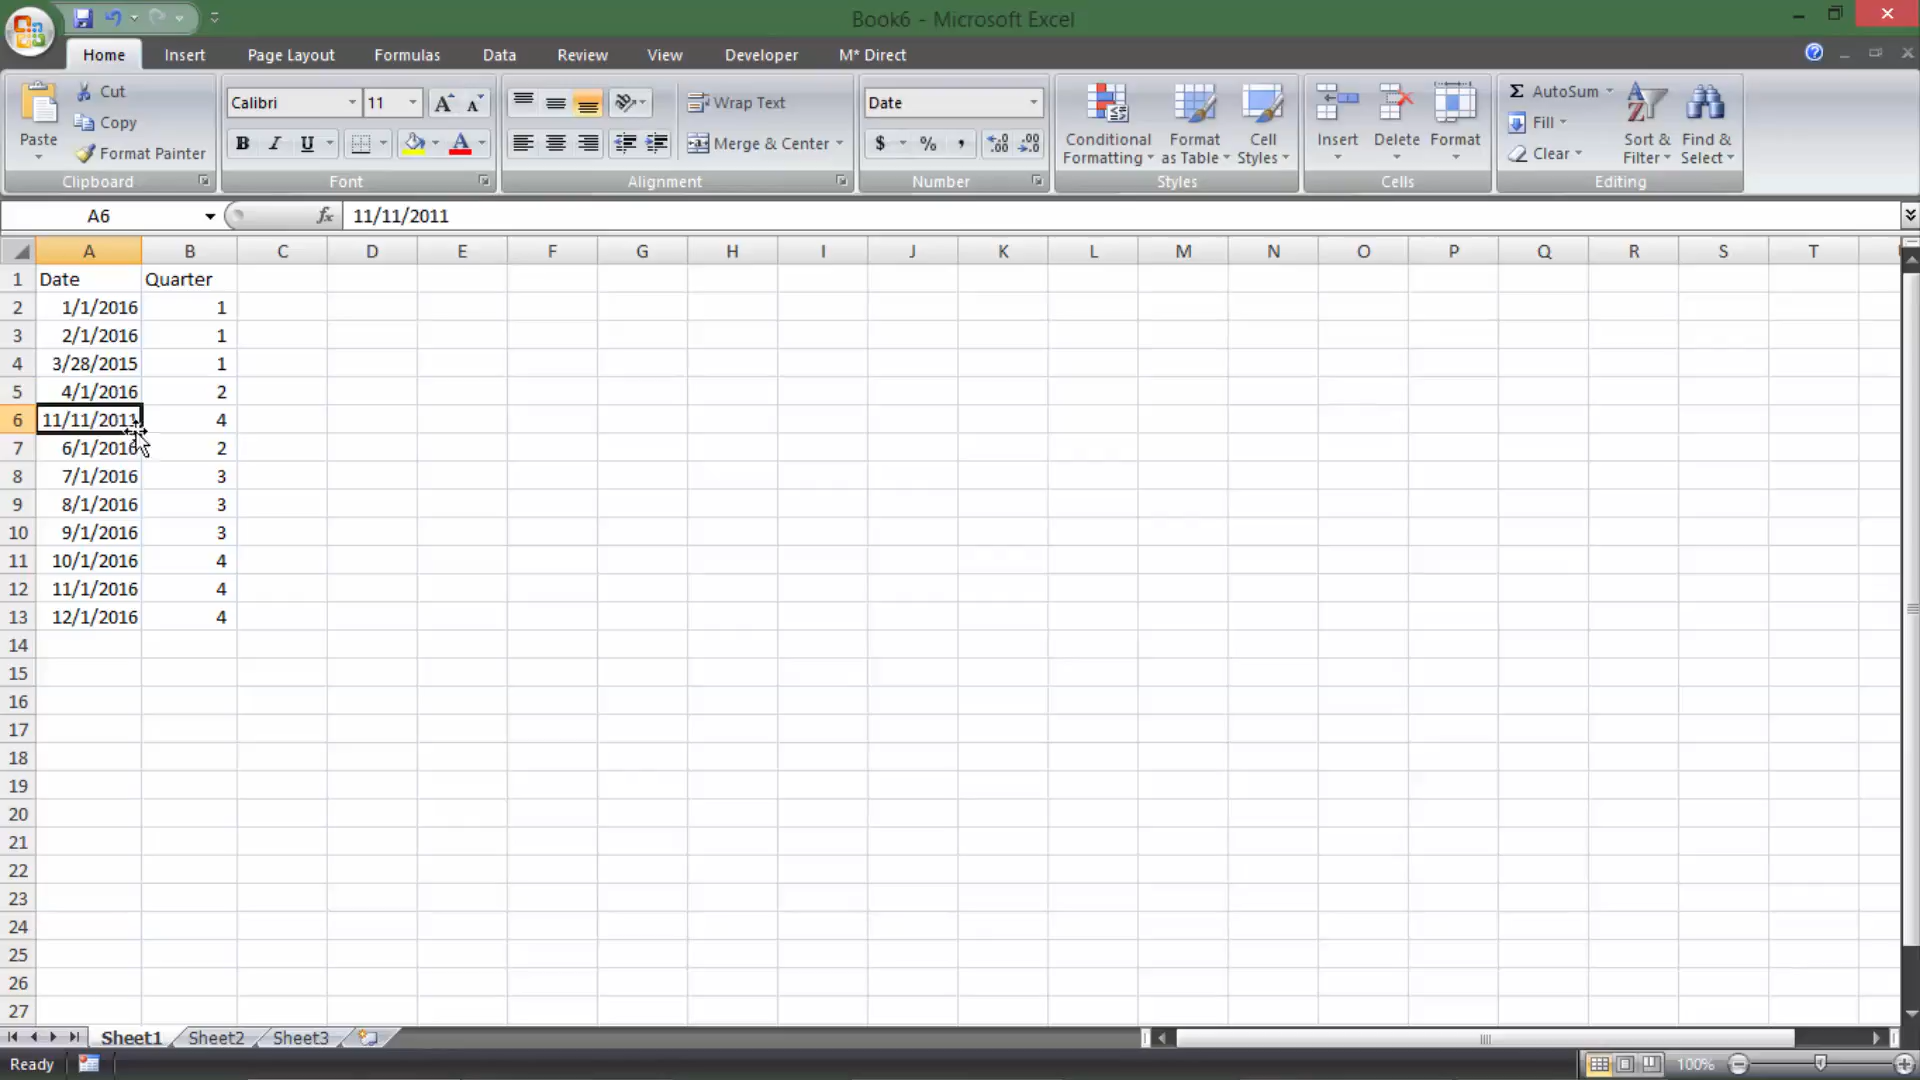 Book6 - Microsoft Excel
Home Insert Page Layout Formulas Data Review View Developer M* Direct
Paste
Cut
Copy
Format Painter
Clipboard
Calibri 11
B I U
Font
Wrap Text
Merge & Center
Alignment
Date
$ % ,
Number
Conditional Formatting
Format as Table
Cell Styles
Styles
Insert Delete Format
Cells
Σ AutoSum
Fill
Clear
Sort & Filter
Find & Select
Editing
A6 fx 11/11/2011
A B C D E F G H I J K L M N O P Q R S T
1 Date Quarter
2 1/1/2016 1
3 2/1/2016 1
4 3/28/2015 1
5 4/1/2016 2
6 11/11/2011 4
7 6/1/2016 2
8 7/1/2016 3
9 8/1/2016 3
10 9/1/2016 3
11 10/1/2016 4
12 11/1/2016 4
13 12/1/2016 4
14
15
16
17
18
19
20
21
22
23
24
25
26
27
Sheet1 Sheet2 Sheet3
Ready 100%